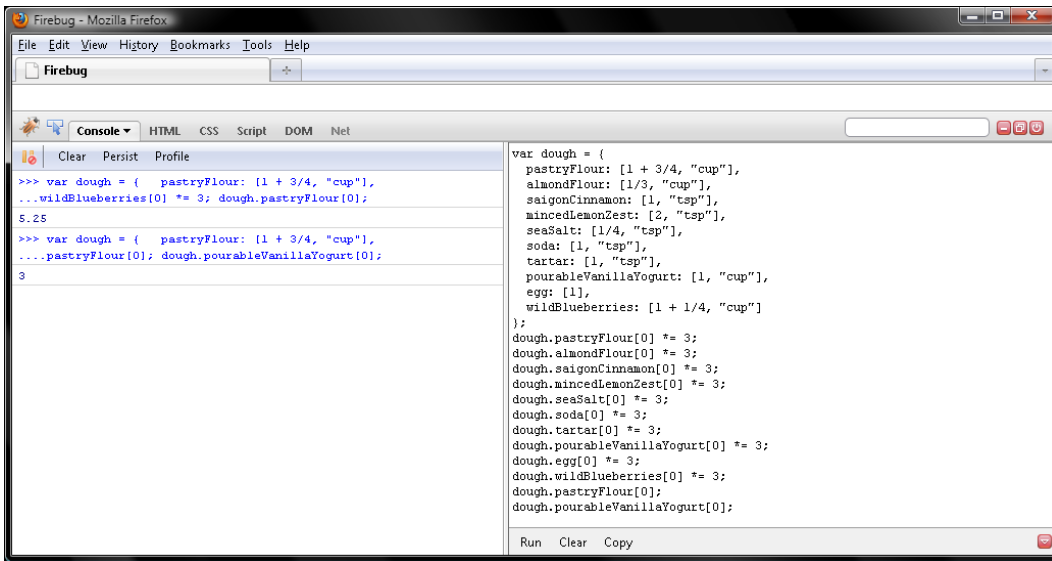 Firebug - Mozilla Firefox
File Edit View History Bookmarks Tools Help
Firebug
Console HTML CSS Script DOM Net
Clear Persist Profile
>>> var dough = {   pastryFlour: [1 + 3/4, "cup"],
...wildBlueberries[0] *= 3; dough.pastryFlour[0];
5.25
>>> var dough = {   pastryFlour: [1 + 3/4, "cup"],
....pastryFlour[0]; dough.pourableVanillaYogurt[0];
3
var dough = {
  pastryFlour: [1 + 3/4, "cup"],
  almondFlour: [1/3, "cup"],
  saigonCinnamon: [1, "tsp"],
  mincedLemonZest: [2, "tsp"],
  seaSalt: [1/4, "tsp"],
  soda: [1, "tsp"],
  tartar: [1, "tsp"],
  pourableVanillaYogurt: [1, "cup"],
  egg: [1],
  wildBlueberries: [1 + 1/4, "cup"]
};
dough.pastryFlour[0] *= 3;
dough.almondFlour[0] *= 3;
dough.saigonCinnamon[0] *= 3;
dough.mincedLemonZest[0] *= 3;
dough.seaSalt[0] *= 3;
dough.soda[0] *= 3;
dough.tartar[0] *= 3;
dough.pourableVanillaYogurt[0] *= 3;
dough.egg[0] *= 3;
dough.wildBlueberries[0] *= 3;
dough.pastryFlour[0];
dough.pourableVanillaYogurt[0];
Run Clear Copy